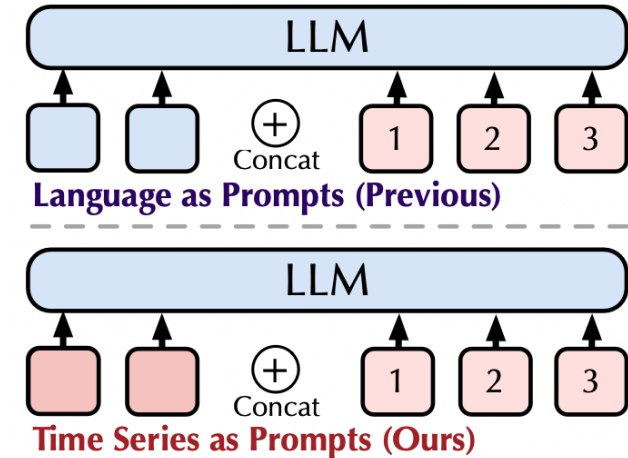 LLM
1 2 3
Concat
Language as Prompts (Previous)
LLM
1 2 3
Concat
Time Series as Prompts (Ours)